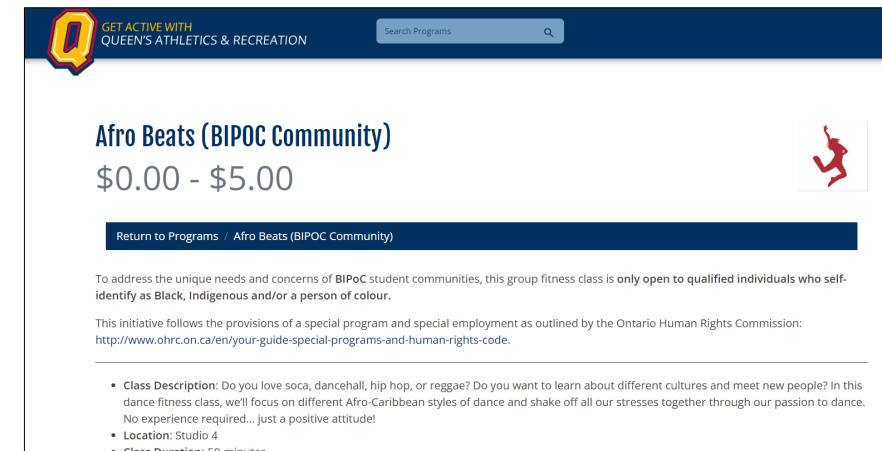 GET ACTIVE WITH
QUEEN'S ATHLETICS & RECREATION
Search Programs
Afro Beats (BIPOC Community)
$0.00 - $5.00
Return to Programs / Afro Beats (BIPOC Community)
To address the unique needs and concerns of BIPoC student communities, this group fitness class is only open to qualified individuals who self-
identify as Black, Indigenous and/or a person of colour.
This initiative follows the provisions of a special program and special employment as outlined by the Ontario Human Rights Commission:
http://www.ohrc.on.ca/en/your-guide-special-programs-and-human-rights-code.
• Class Description: Do you love soca, dancehall, hip hop, or reggae? Do you want to learn about different cultures and meet new people? In this
dance fitness class, we'll focus on different Afro-Caribbean styles of dance and shake off all our stresses together through our passion to dance.
No experience required... just a positive attitude!
• Location: Studio 4
• Class Duration: 50 minutes